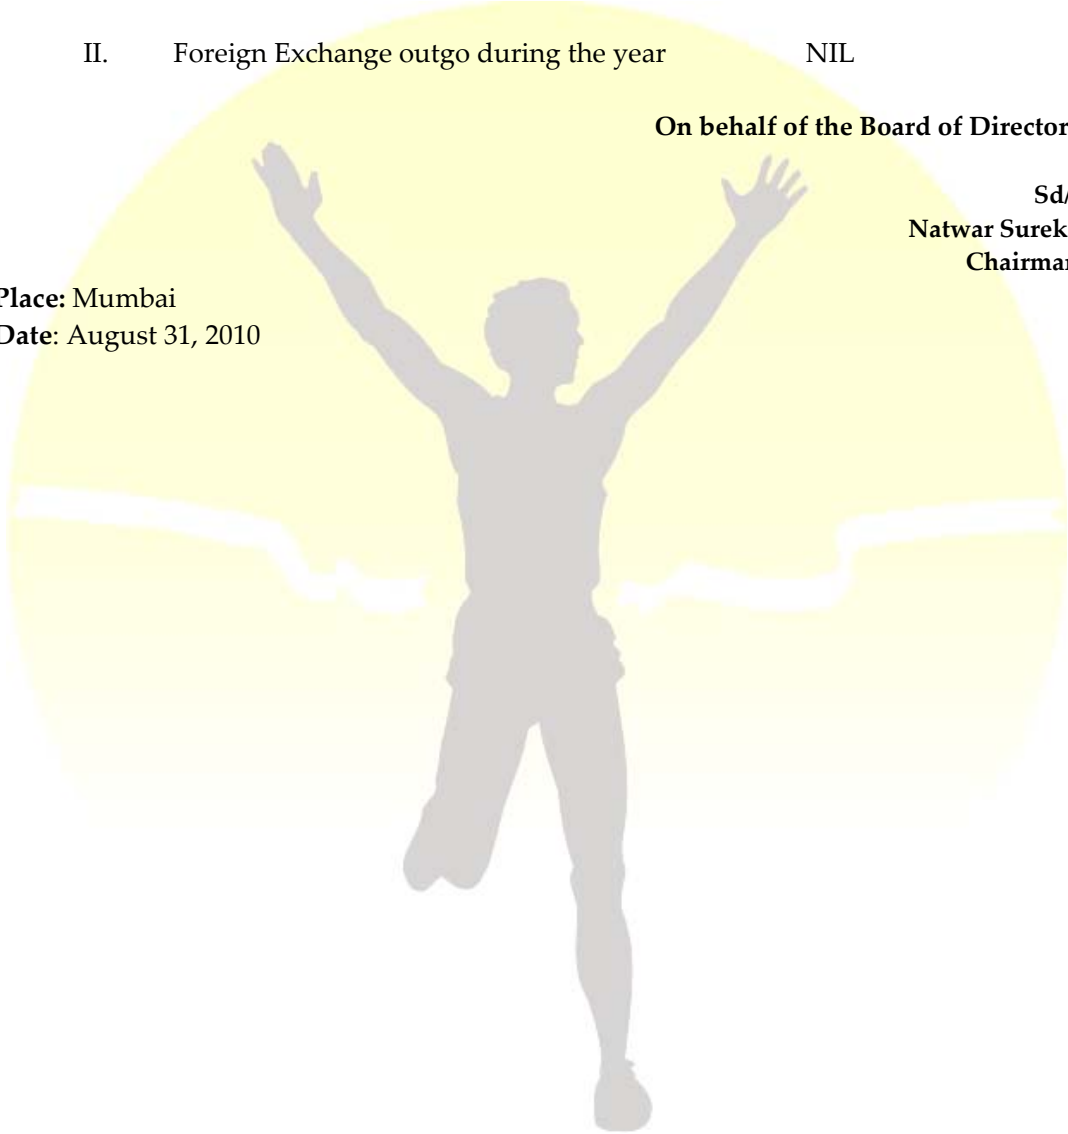 II. Foreign Exchange outgo during the year NIL
On behalf of the Board of Director
Sd/
Natwar Surek
Chairman
Place: Mumbai
Date: August 31, 2010